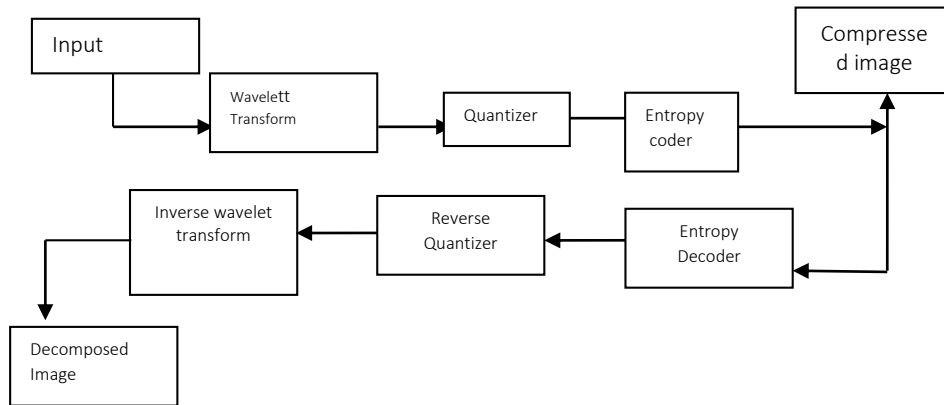 Input
Compresse
d image
Wavelett
Transform
Quantizer
Entropy
coder
Inverse wavelet
transform
Reverse
Quantizer
Entropy
Decoder
Decomposed
Image